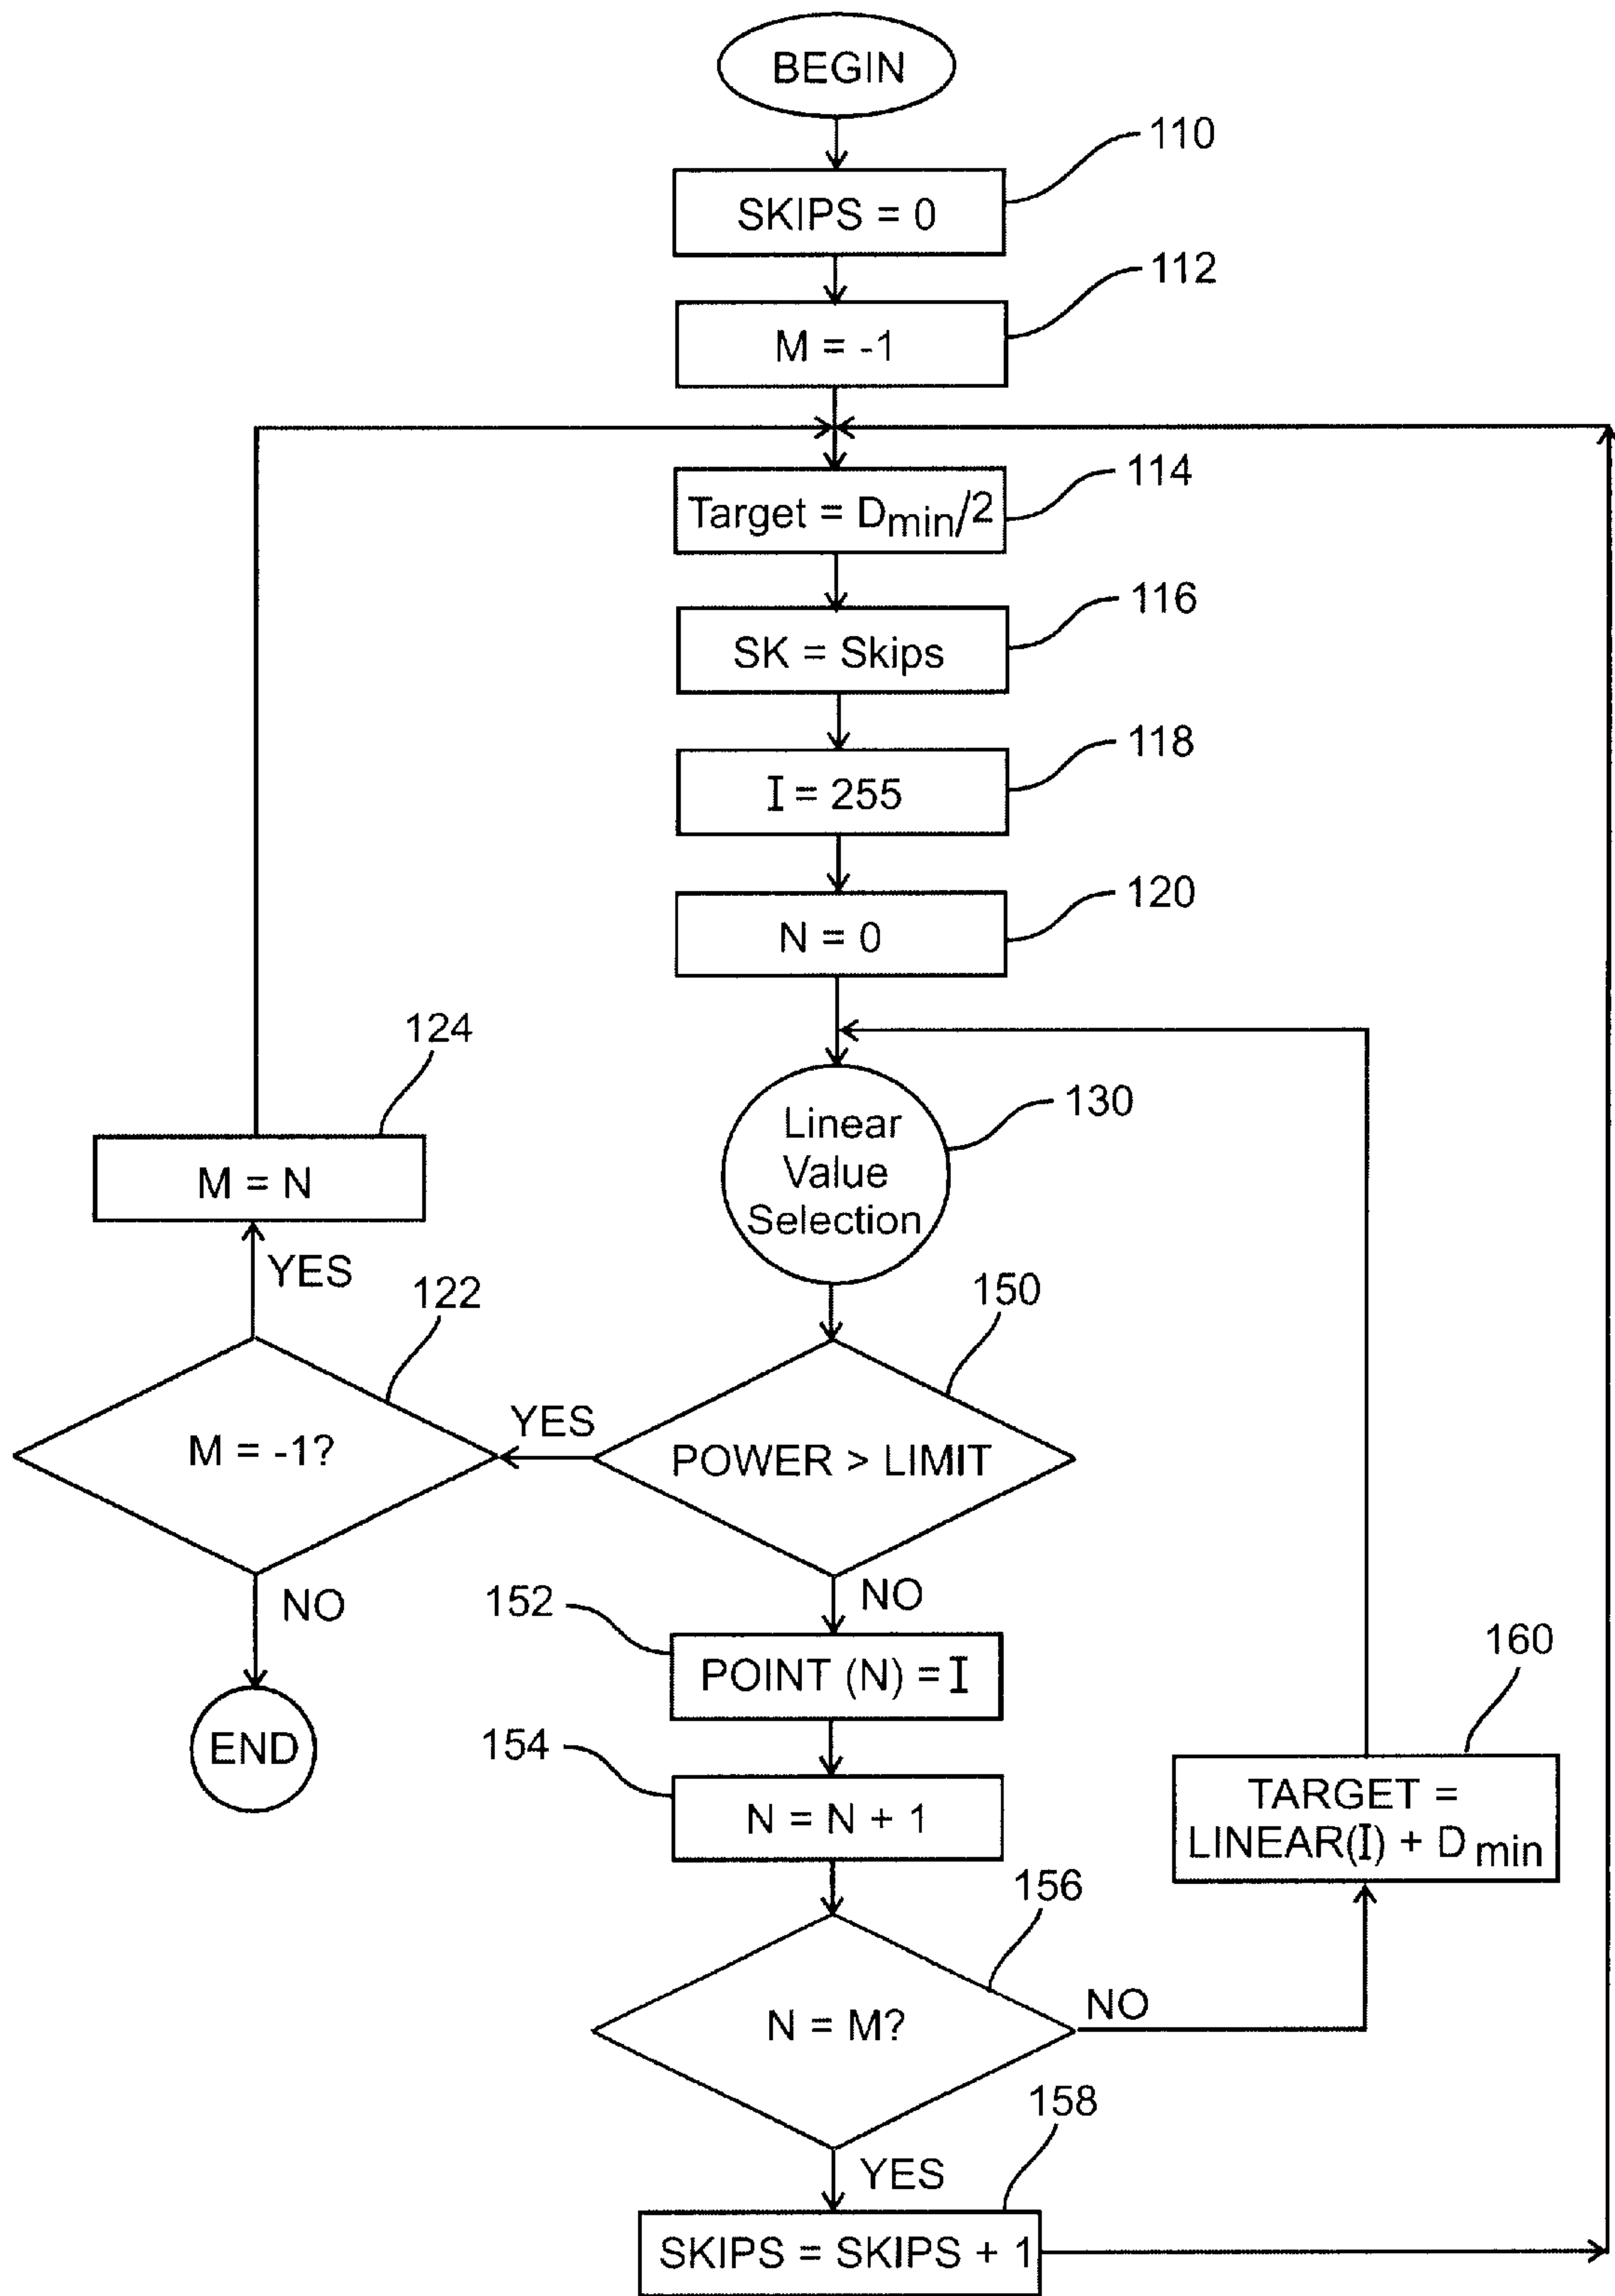 BEGIN
110
SKIPS = 0
112
M = -1
114
Target = Dmin/2
116
SK = Skips
118
I = 255
120
N = 0
124
M = N
130
Linear
Value
Selection
YES
122
150
M = -1?
YES
POWER > LIMIT
NO
NO
152
POINT (N) = I
END
154
N = N + 1
160
TARGET =
LINEAR(I) + D min
156
N = M?
NO
158
YES
SKIPS = SKIPS + 1